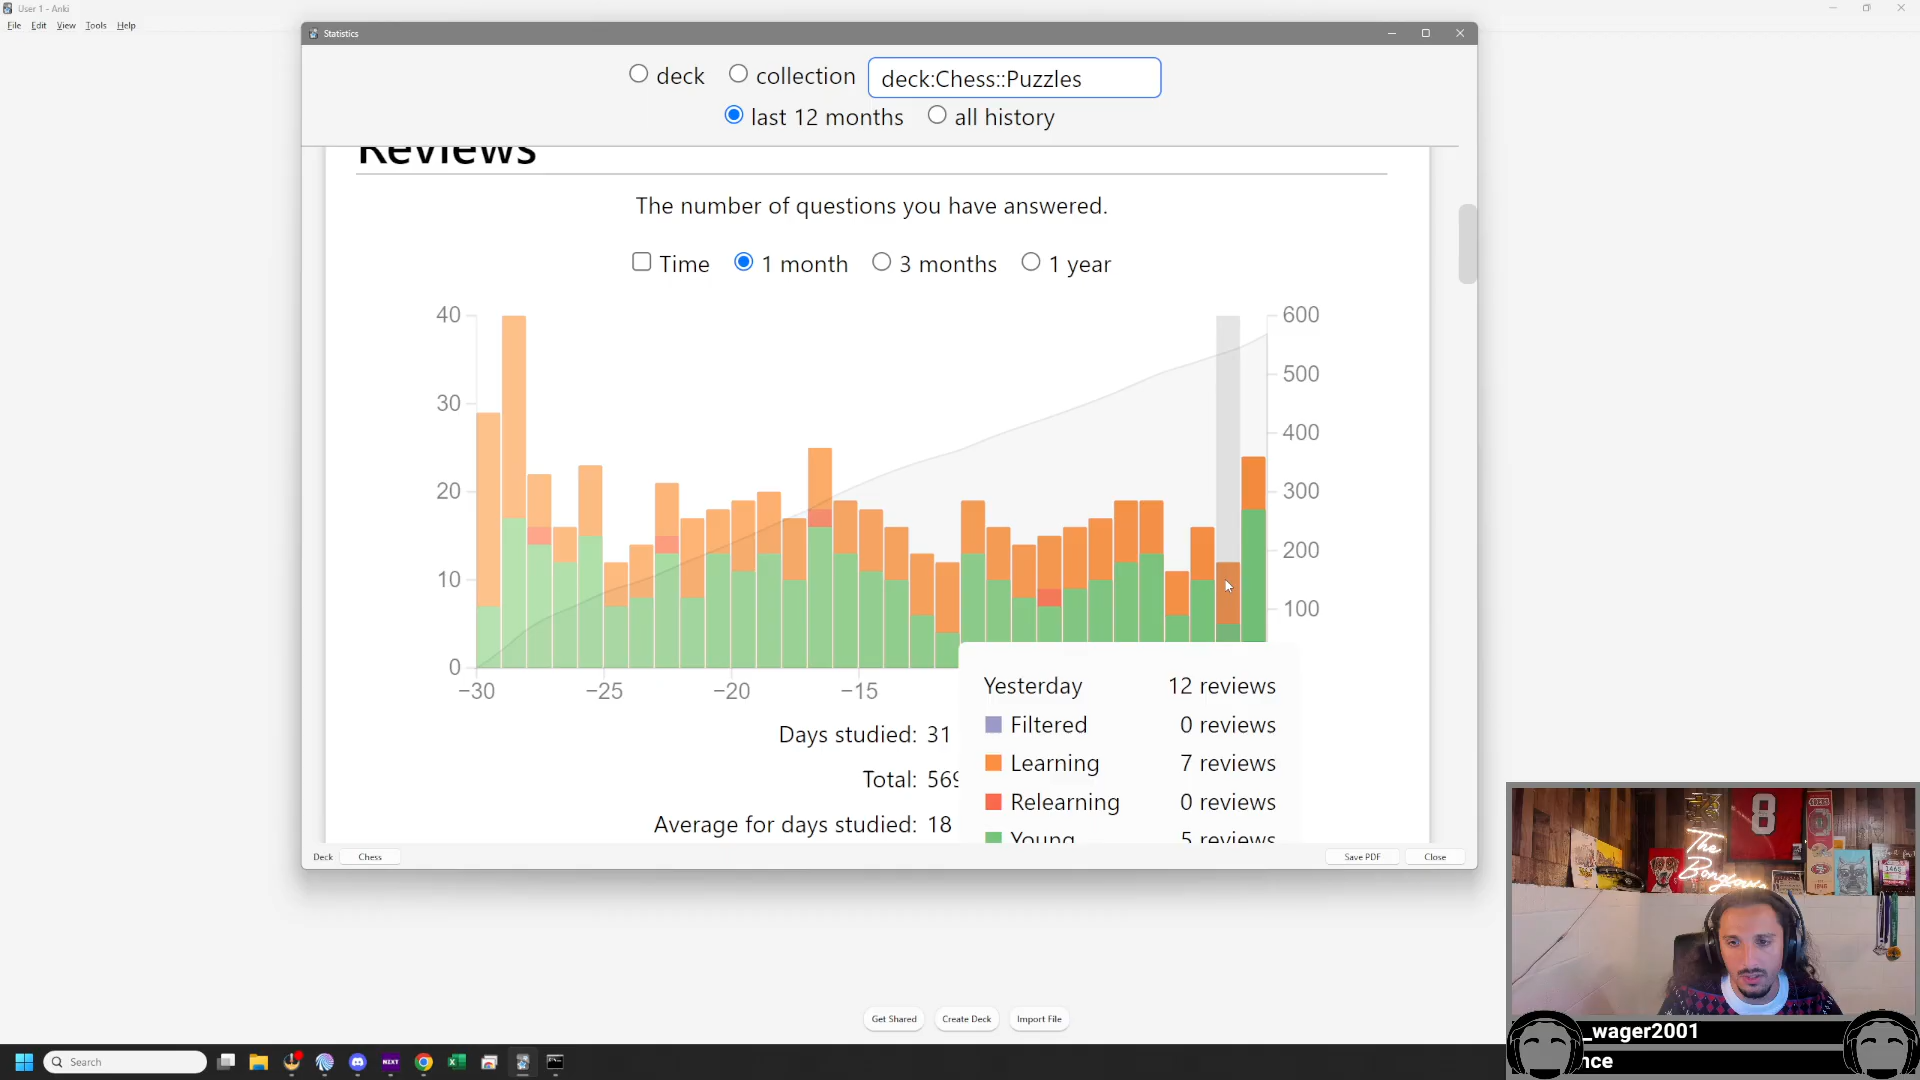 User 1 - Anki
File Edit View Tools Help
Statistics
deck collection deck:Chess::Puzzles
last 12 months all history
Reviews
The number of questions you have answered.
Time 1 month 3 months 1 year
40 600
500
30 400
20 300
200
10 100
0
−30 −25 −20 −15
Yesterday 12 reviews
Filtered 0 reviews
Learning 7 reviews
Relearning 0 reviews
Young 5 reviews
Days studied: 31
Total: 569
Average for days studied: 18
Deck Chess Save PDF Close
Get Shared Create Deck Import File
Search
NEXT
The
8
_wager2001
nce